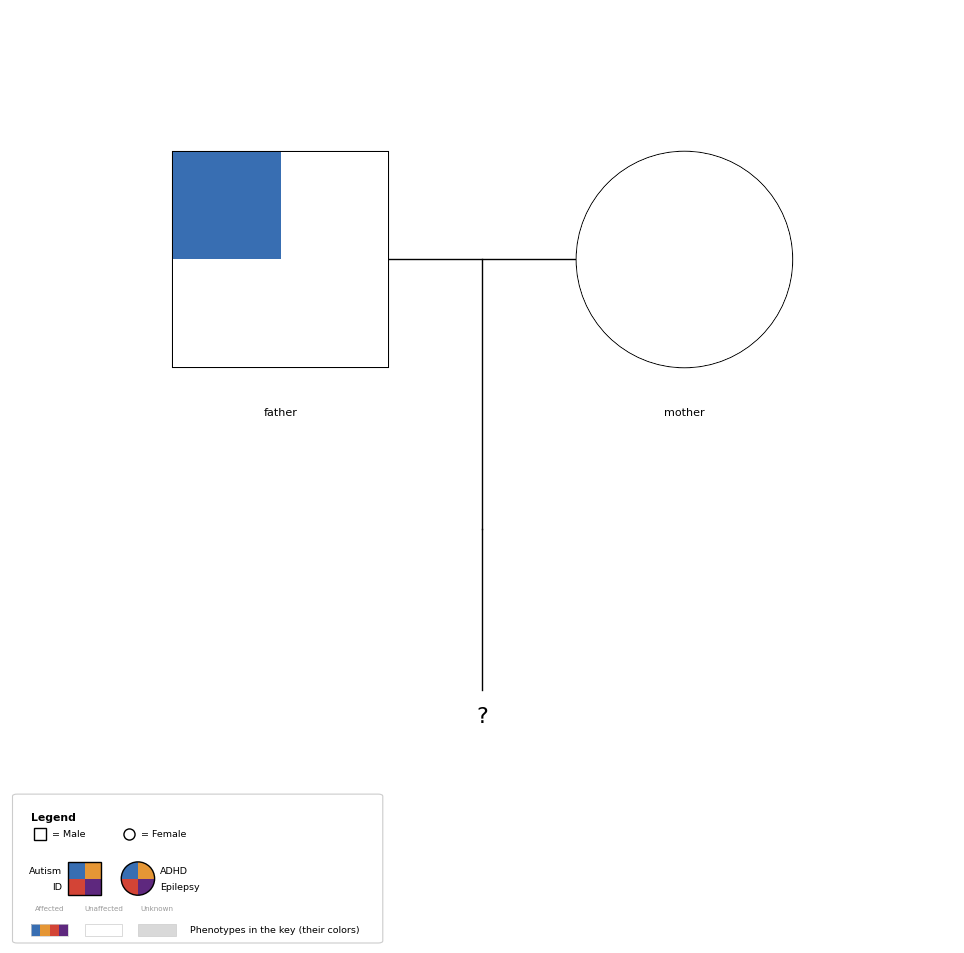 father
mother
?
Legend
= Male = Female
Autism ADHD
ID Epilepsy
Affected Unaffected Unknown
Phenotypes in the key (their colors)